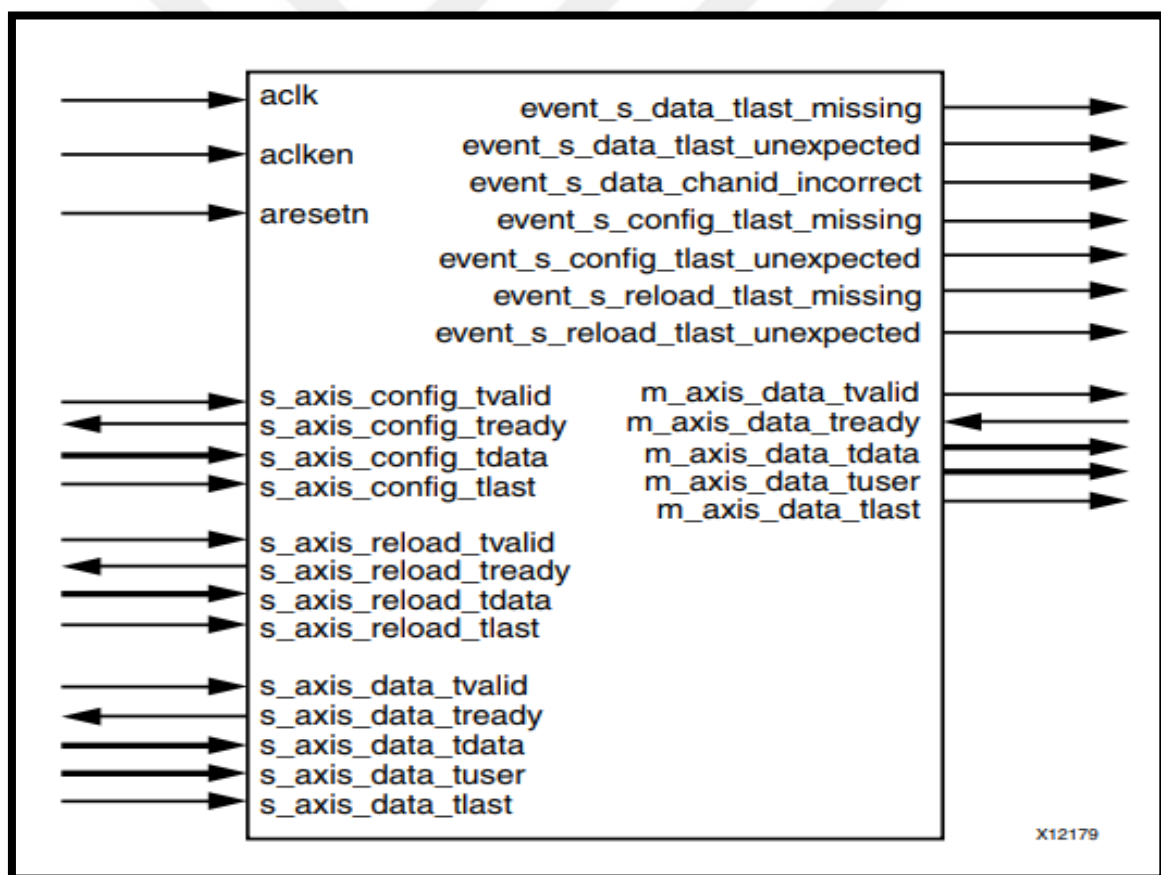 aclk
aclken
aresetn
event_s_data_tlast_missing
event_s_data_tlast_unexpected
event_s_data_chanid_incorrect
event_s_config_tlast_missing
event_s_config_tlast_unexpected
event_s_reload_tlast_missing
event_s_reload_tlast_unexpected
s_axis_config_tvalid
s_axis_config_tready
s_axis_config_tdata
s_axis_config_tlast
m_axis_data_tvalid
m_axis_data_tready
m_axis_data_tdata
m_axis_data_tuser
m_axis_data_tlast
s_axis_reload_tvalid
s_axis_reload_tready
s_axis_reload_tdata
s_axis_reload_tlast
s_axis_data_tvalid
s_axis_data_tready
s_axis_data_tdata
s_axis_data_tuser
s_axis_data_tlast
X12179